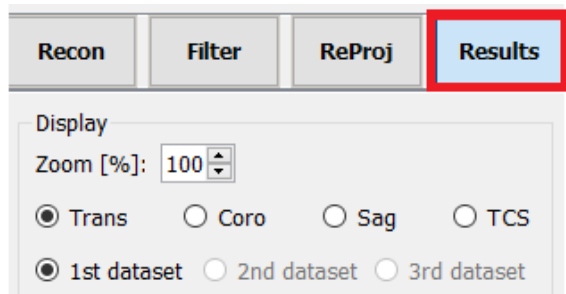 Recon Filter ReProj Results
Display
Zoom [%]: 100
Trans Coro Sag TCS
1st dataset 2nd dataset 3rd dataset